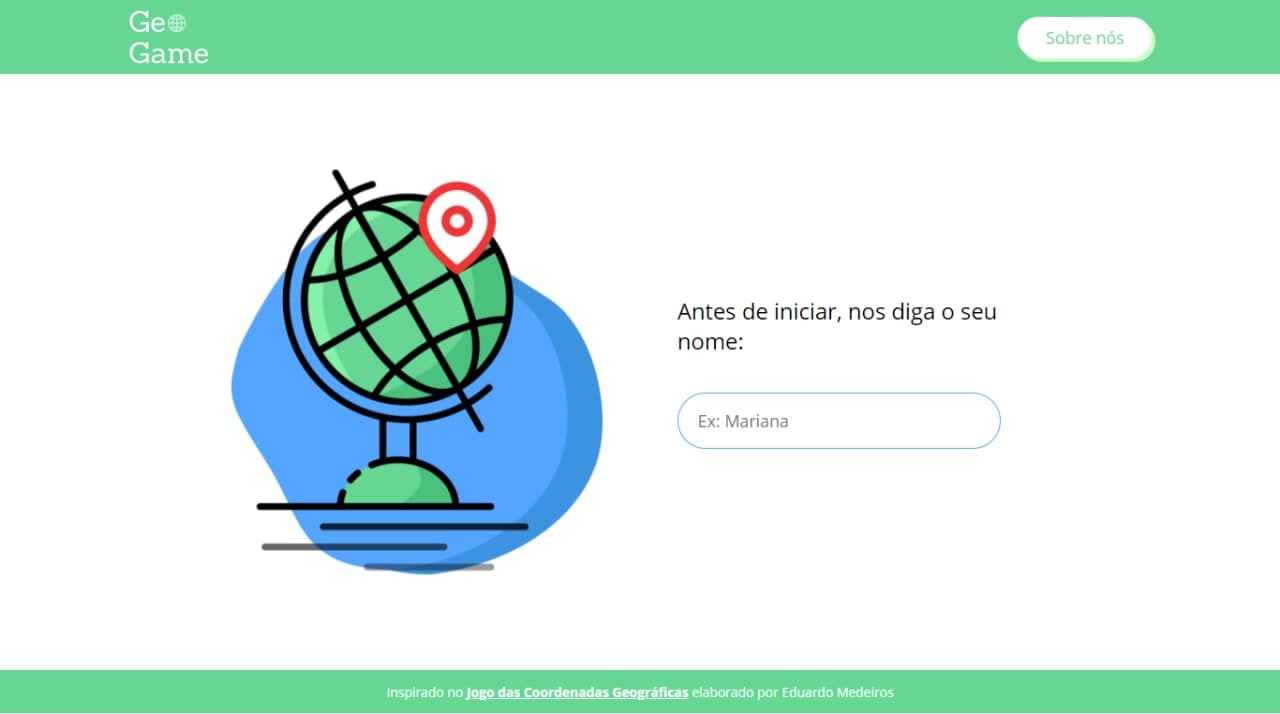 Geo
Game
Sobre nós
Antes de iniciar, nos diga o seu
nome:
Ex: Mariana
Inspirado no Jogo das Coordenadas Geográficas elaborado por Eduardo Medeiros